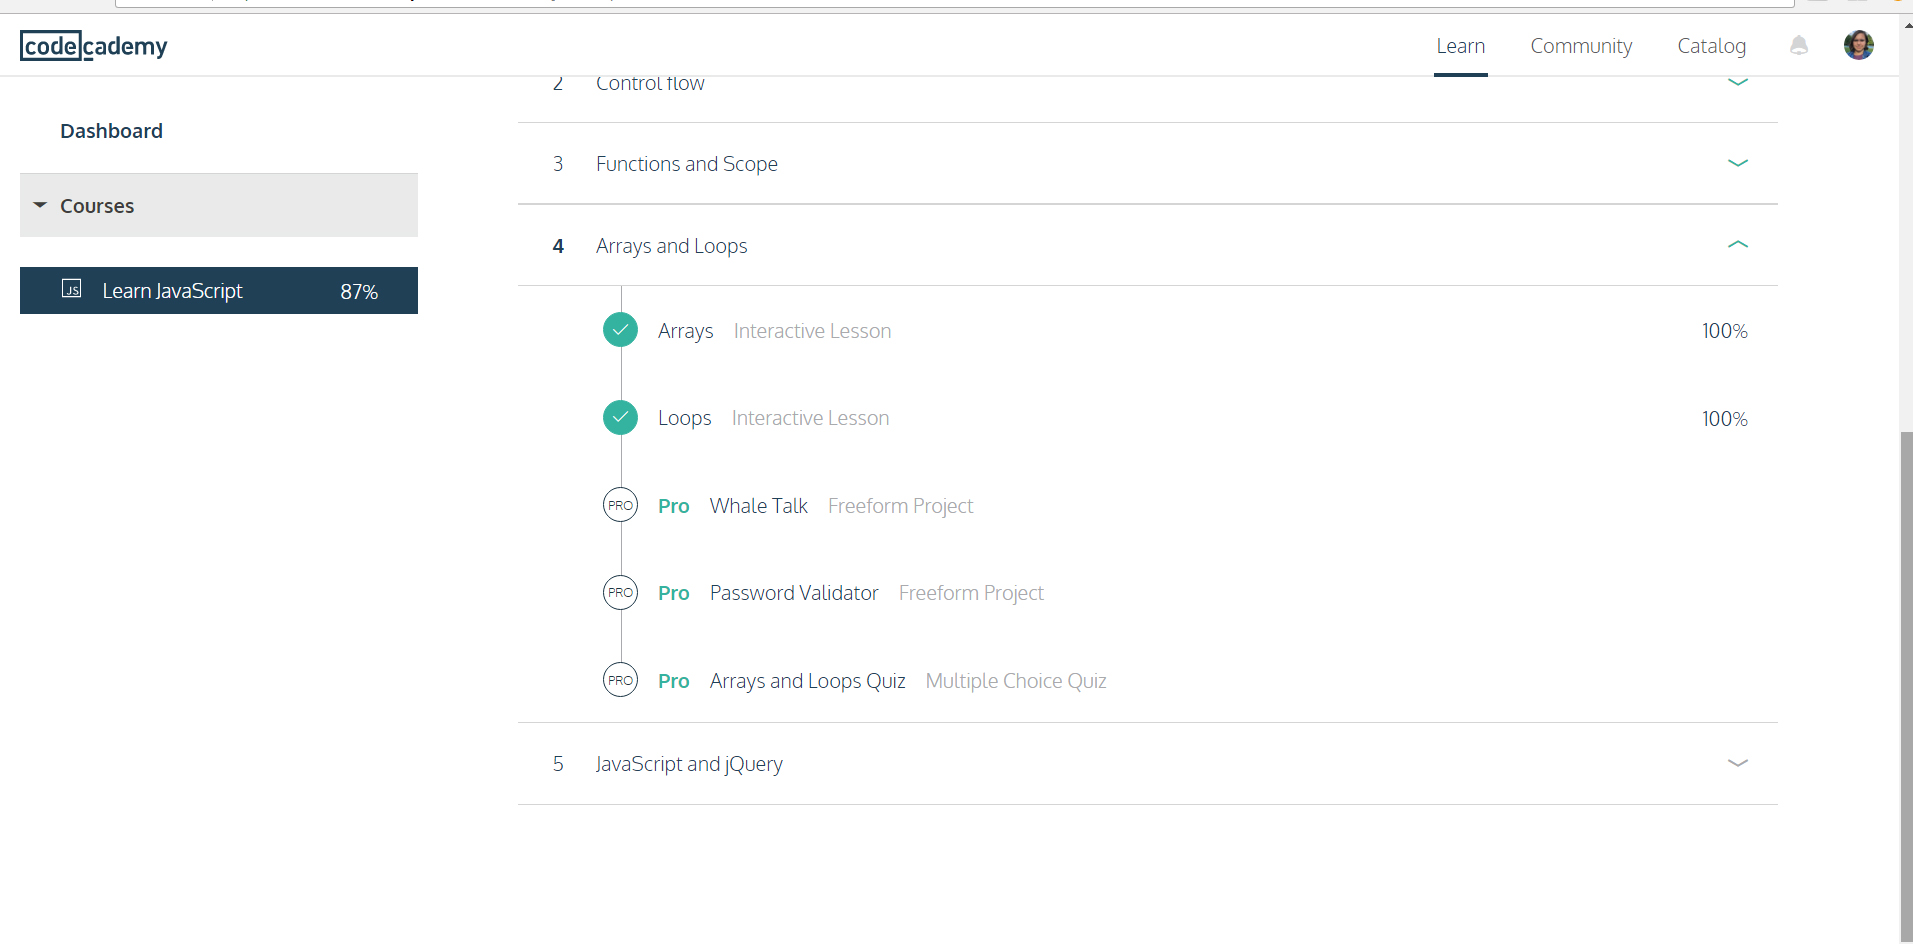 codecademy
Learn Community Catalog
Dashboard
Courses
JS Learn JavaScript 87%
2 Control flow
3 Functions and Scope
4 Arrays and Loops
Arrays Interactive Lesson 100%
Loops Interactive Lesson 100%
PRO Pro Whale Talk Freeform Project
PRO Pro Password Validator Freeform Project
PRO Pro Arrays and Loops Quiz Multiple Choice Quiz
5 JavaScript and jQuery